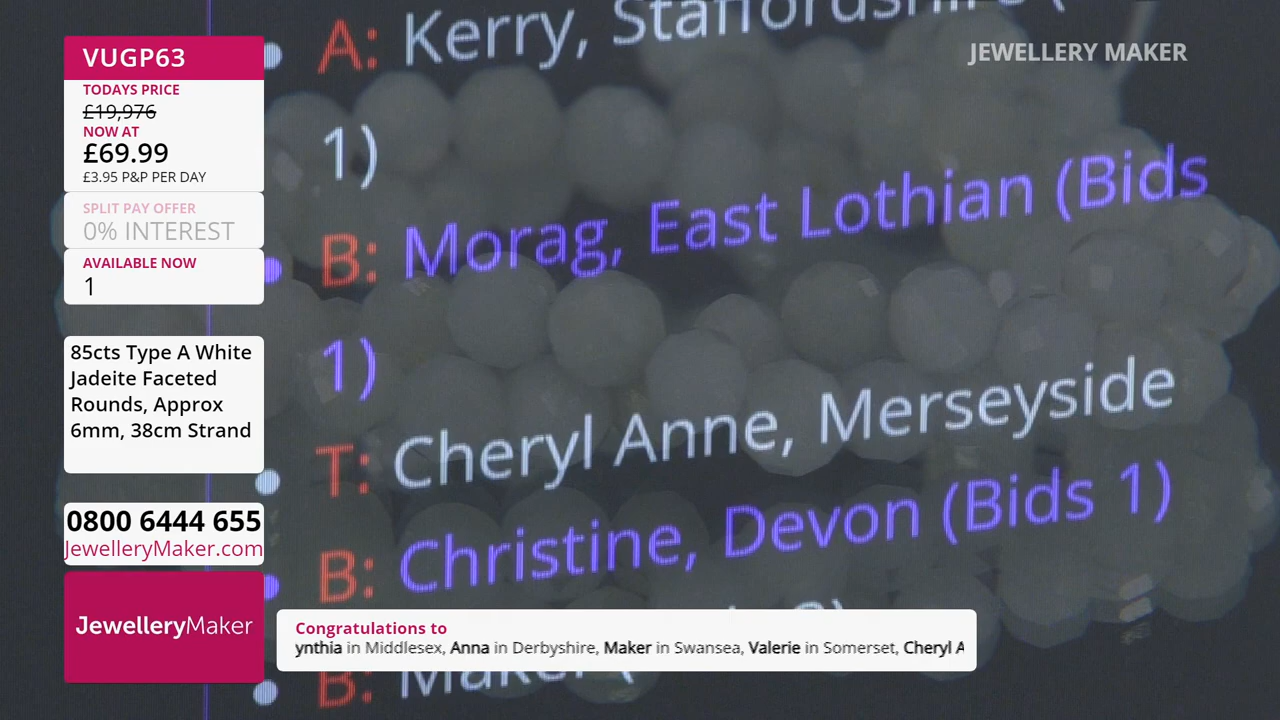 VUGP63
TODAYS PRICE
£19,976
NOW AT
£69.99
£3.95 P&P PER DAY
SPLIT PAY OFFER
0% INTEREST
AVAILABLE NOW
1
85cts Type A White
Jadeite Faceted
Rounds, Approx
6mm, 38cm Strand
0800 6444 655
JewelleryMaker.com
JewelleryMaker
JEWELLERY MAKER
A: Kerry, Staffordshire (
1)
B: Morag, East Lothian (Bids
1)
T: Cheryl Anne, Merseyside
B: Christine, Devon (Bids 1)
B: Maker (
Congratulations to
ynthia in Middlesex, Anna in Derbyshire, Maker in Swansea, Valerie in Somerset, Cheryl A